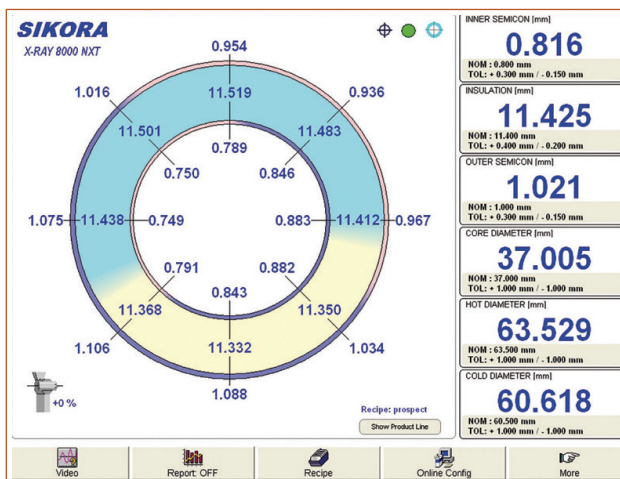 SIKORA
X-RAY 8000 NXT
0.954
1.016
0.936
11.519
11.501
11.483
0.789
0.750
0.846
1.075
11.438
0.749
0.883
11.412
0.967
0.791
0.882
0.843
11.368
11.350
11.332
1.106
1.034
1.088
+0 %
Recipe: prospect
Show Product Line
INNER SEMICON [mm]
0.816
NOM : 0.800 mm
TOL: + 0.300 mm / - 0.150 mm
INSULATION [mm]
11.425
NOM : 11.400 mm
TOL: + 0.400 mm / - 0.200 mm
OUTER SEMICON [mm]
1.021
NOM : 1.000 mm
TOL: + 0.300 mm / - 0.150 mm
CORE DIAMETER [mm]
37.005
NOM : 37.000 mm
TOL: + 1.000 mm / - 1.000 mm
HOT DIAMETER [mm]
63.529
NOM : 63.500 mm
TOL: + 1.000 mm / - 1.000 mm
COLD DIAMETER [mm]
60.618
NOM : 60.500 mm
TOL: + 1.000 mm / - 1.000 mm
Video
Report: OFF
Recipe
Online Config
More